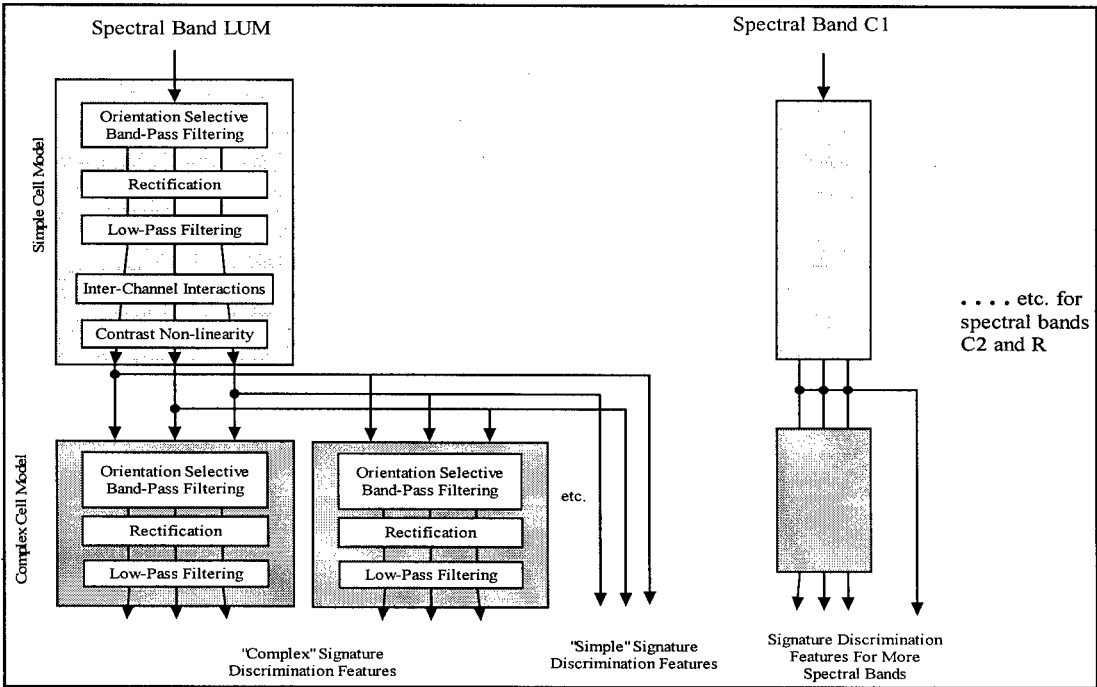 Spectral Band LUM
Spectral Band C1
Simple Cell Model
Orientation Selective
Band-Pass Filtering
Rectification
Low-Pass Filtering
Inter-Channel Interactions
Contrast Non-linearity
. . . . etc. for
spectral bands
C2 and R
Complex Cell Model
Orientation Selective
Band-Pass Filtering
Rectification
Low-Pass Filtering
Orientation Selective
Band-Pass Filtering
Rectification
Low-Pass Filtering
etc.
"Complex" Signature
Discrimination Features
"Simple" Signature
Discrimination Features
Signature Discrimination
Features For More
Spectral Bands